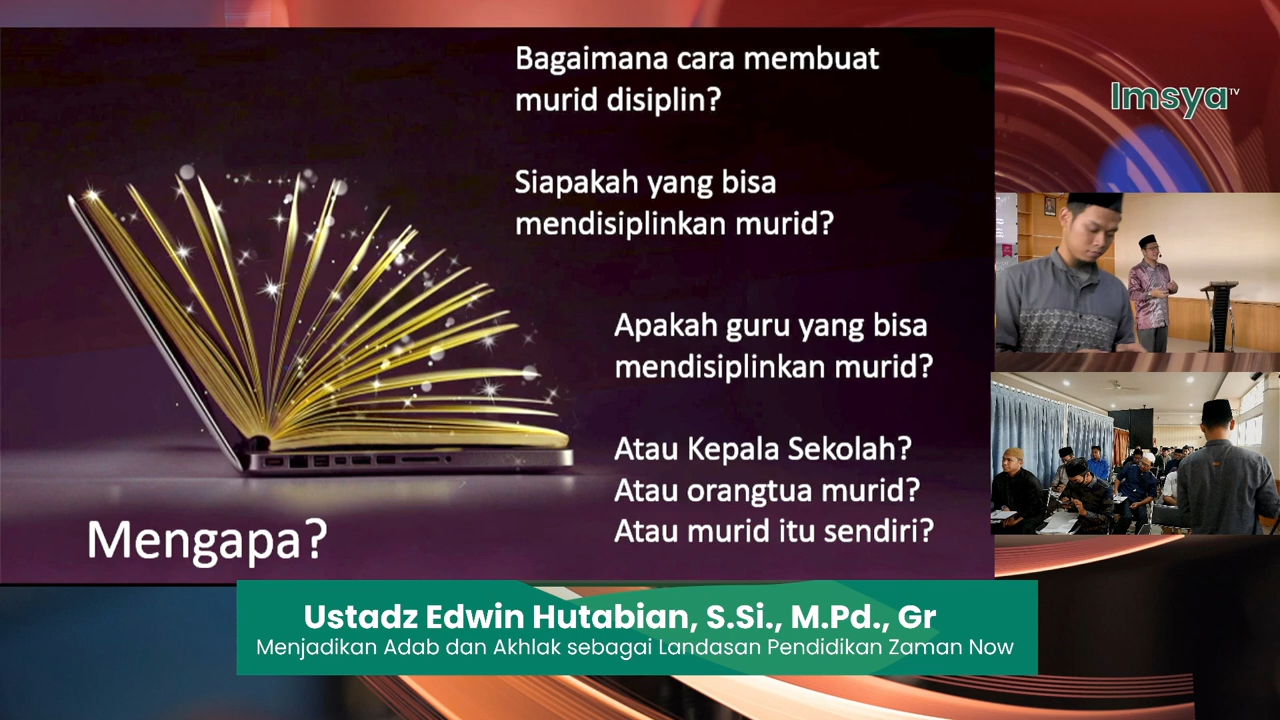 Bagaimana cara membuat
murid disiplin?
Siapakah yang bisa
mendisiplinkan murid?
Apakah guru yang bisa
mendisiplinkan murid?
Atau Kepala Sekolah?
Atau orangtua murid?
Atau murid itu sendiri?
Mengapa?
Imsya TV
Ustadz Edwin Hutabian, S.Si., M.Pd., Gr
Menjadikan Adab dan Akhlak sebagai Landasan Pendidikan Zaman Now